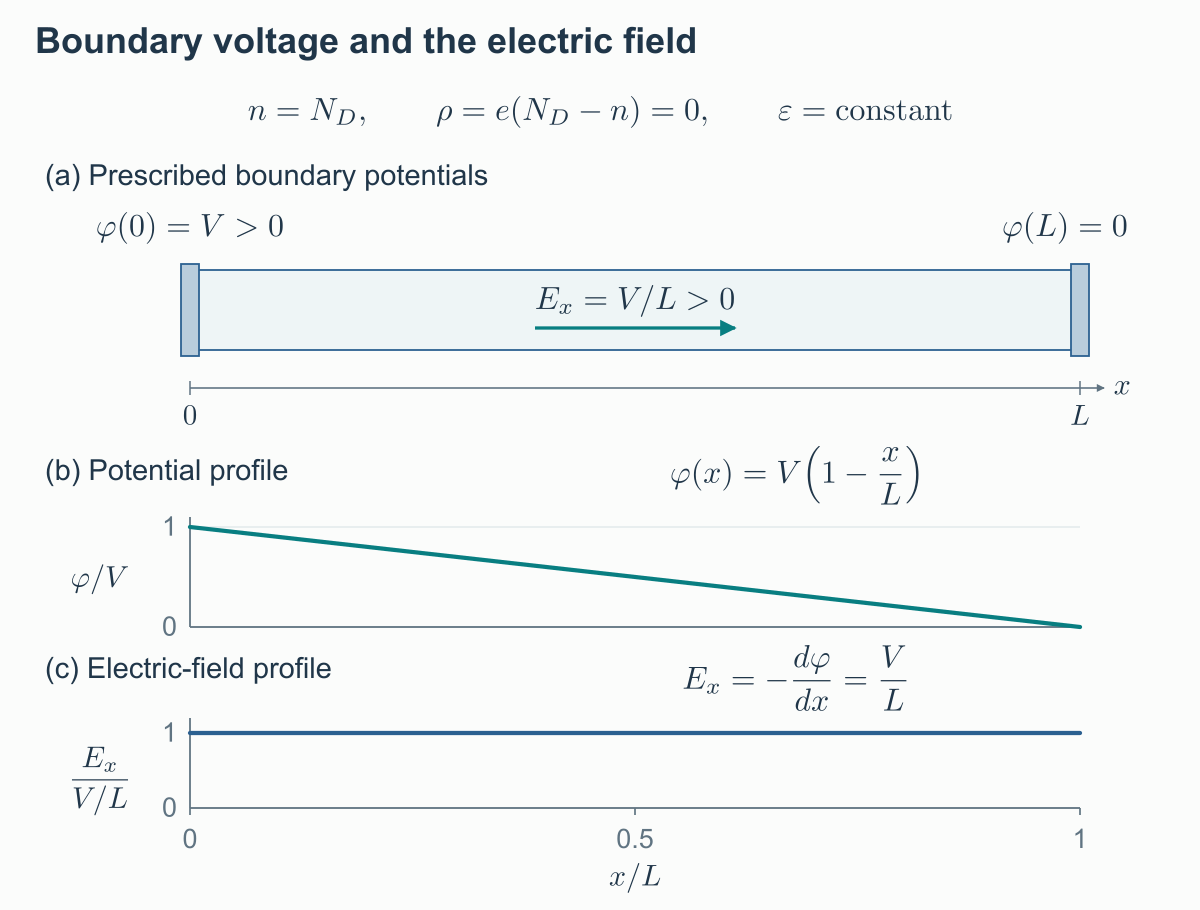 Boundary voltage and the electric field
n = N_D,  ρ = e(N_D − n) = 0,  ε = constant
(a) Prescribed boundary potentials
φ(0) = V > 0  φ(L) = 0
E_x = V/L > 0
x
0  L
(b) Potential profile  φ(x) = V(1 − x/L)
1
φ/V
0
(c) Electric-field profile  E_x = −dφ/dx = V/L
1
E_x/(V/L)
0
0  0.5  1
x/L